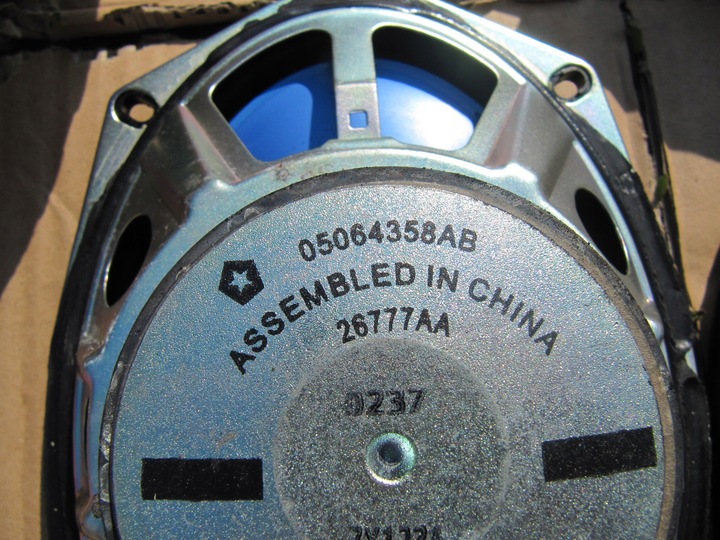 05064358AB
ASSEMBLED IN CHINA
26777AA
0237